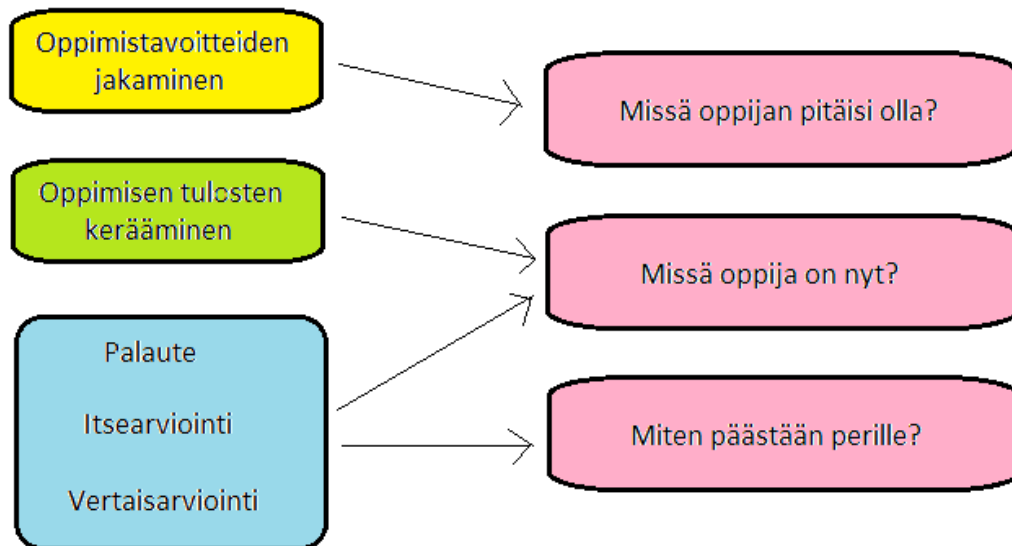 Oppimistavoitteiden
jakaminen
Missä oppijan pitäisi olla?
Oppimisen tulosten
kerääminen
Missä oppija on nyt?
Palaute
Itsearviointi
Vertaisarviointi
Miten päästään perille?